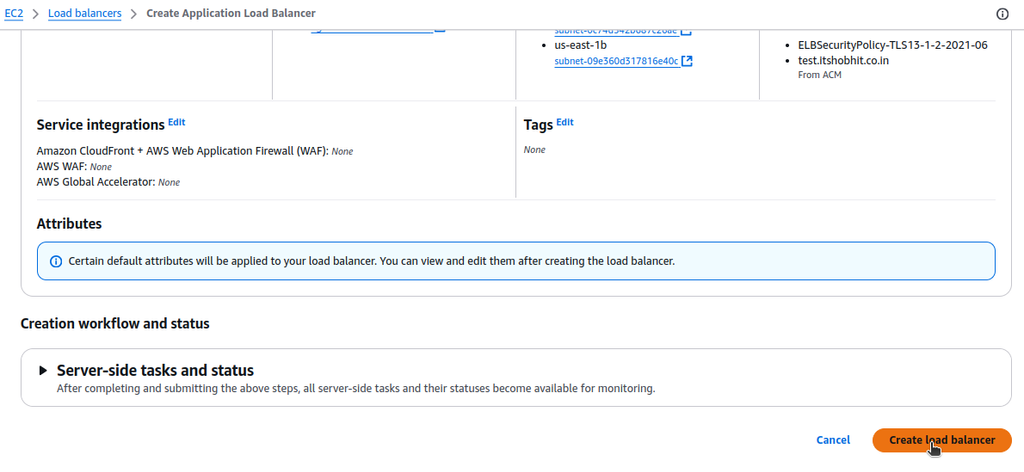 EC2 > Load balancers > Create Application Load Balancer
us-east-1b
ELBSecurityPolicy-TLS13-1-2-2021-06
subnet-09e360d317816e40c
test.itshobhit.co.in
From ACM
Service integrations Edit
Tags Edit
Amazon CloudFront + AWS Web Application Firewall (WAF): None
None
AWS WAF: None
AWS Global Accelerator: None
Attributes
Certain default attributes will be applied to your load balancer. You can view and edit them after creating the load balancer.
Creation workflow and status
Server-side tasks and status
After completing and submitting the above steps, all server-side tasks and their statuses become available for monitoring.
Cancel
Create load balancer